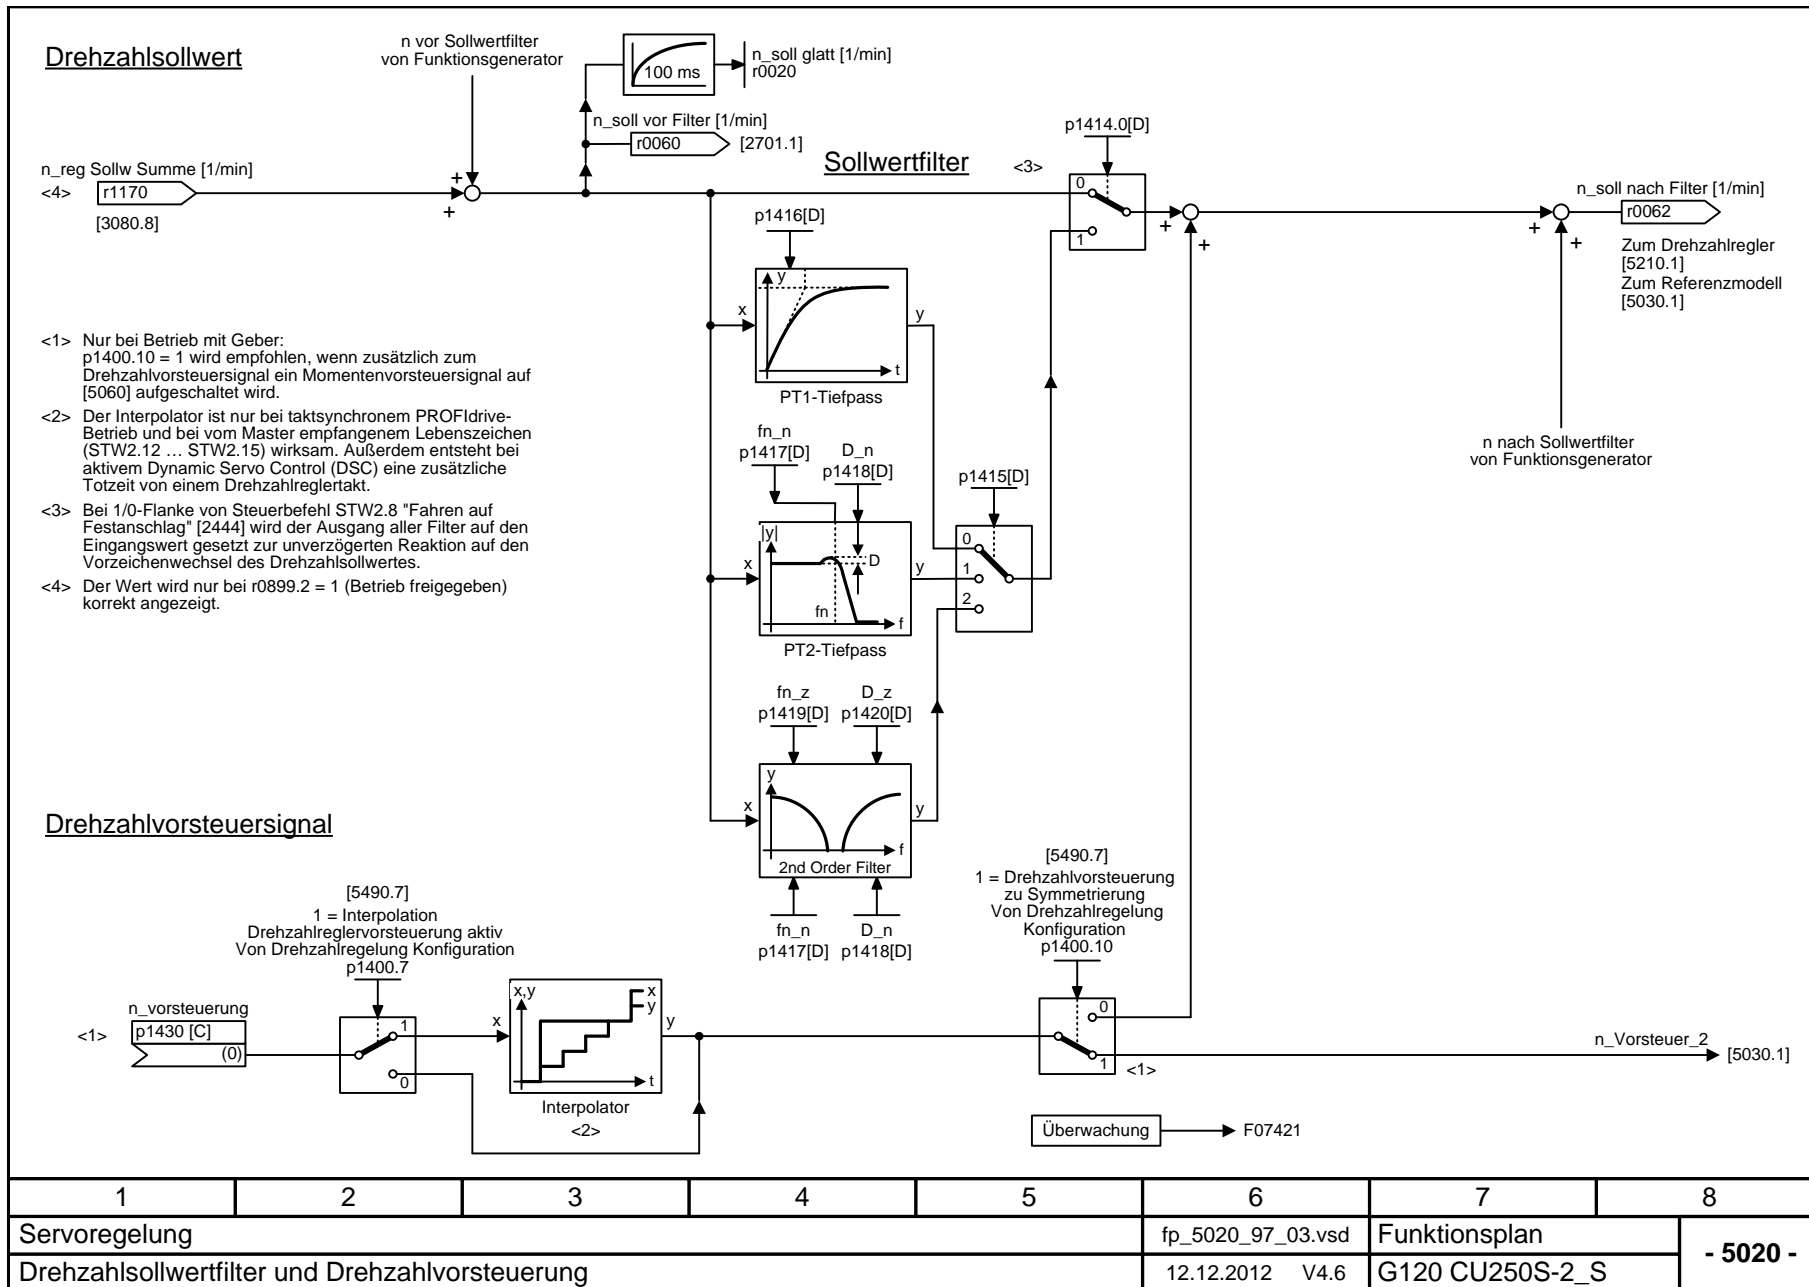 Drehzahlsollwert
n vor Sollwertfilter
von Funktionsgenerator
100 ms
n_soll glatt [1/min]
r0020
n_soll vor Filter [1/min]
r0060
[2701.1]
n_reg Sollw Summe [1/min]
<4>
r1170
[3080.8]
+
+
Sollwertfilter
<3>
p1414.0[D]
0
1
+
+
+
+
n_soll nach Filter [1/min]
r0062
Zum Drehzahlregler
[5210.1]
Zum Referenzmodell
[5030.1]
p1416[D]
x
y
t
y
PT1-Tiefpass
<1> Nur bei Betrieb mit Geber:
p1400.10 = 1 wird empfohlen, wenn zusätzlich zum
Drehzahlvorsteuersignal ein Momentenvorsteuersignal auf
[5060] aufgeschaltet wird.
<2> Der Interpolator ist nur bei taktsynchronem PROFIdrive-
Betrieb und bei vom Master empfangenem Lebenszeichen
(STW2.12 … STW2.15) wirksam. Außerdem entsteht bei
aktivem Dynamic Servo Control (DSC) eine zusätzliche
Totzeit von einem Drehzahlreglertakt.
<3> Bei 1/0-Flanke von Steuerbefehl STW2.8 "Fahren auf
Festanschlag" [2444] wird der Ausgang aller Filter auf den
Eingangswert gesetzt zur unverzögerten Reaktion auf den
Vorzeichenwechsel des Drehzahlsollwertes.
<4> Der Wert wird nur bei r0899.2 = 1 (Betrieb freigegeben)
korrekt angezeigt.
fn_n
p1417[D]
D_n
p1418[D]
x
|y|
D
fn
f
y
PT2-Tiefpass
p1415[D]
0
1
2
n nach Sollwertfilter
von Funktionsgenerator
fn_z
p1419[D]
D_z
p1420[D]
x
y
f
y
2nd Order Filter
fn_n
p1417[D]
D_n
p1418[D]
Drehzahlvorsteuersignal
[5490.7]
1 = Interpolation
Drehzahlreglervorsteuerung aktiv
Von Drehzahlregelung Konfiguration
p1400.7
n_vorsteuerung
<1>
p1430 [C]
(0)
1
0
x
x,y
x
y
t
y
Interpolator
<2>
[5490.7]
1 = Drehzahlvorsteuerung
zu Symmetrierung
Von Drehzahlregelung
Konfiguration
p1400.10
0
1
<1>
n_Vorsteuer_2
[5030.1]
Überwachung
F07421
1 2 3 4 5 6 7 8
Servoregelung
fp_5020_97_03.vsd
Funktionsplan
- 5020 -
Drehzahlsollwertfilter und Drehzahlvorsteuerung
12.12.2012 V4.6
G120 CU250S-2_S